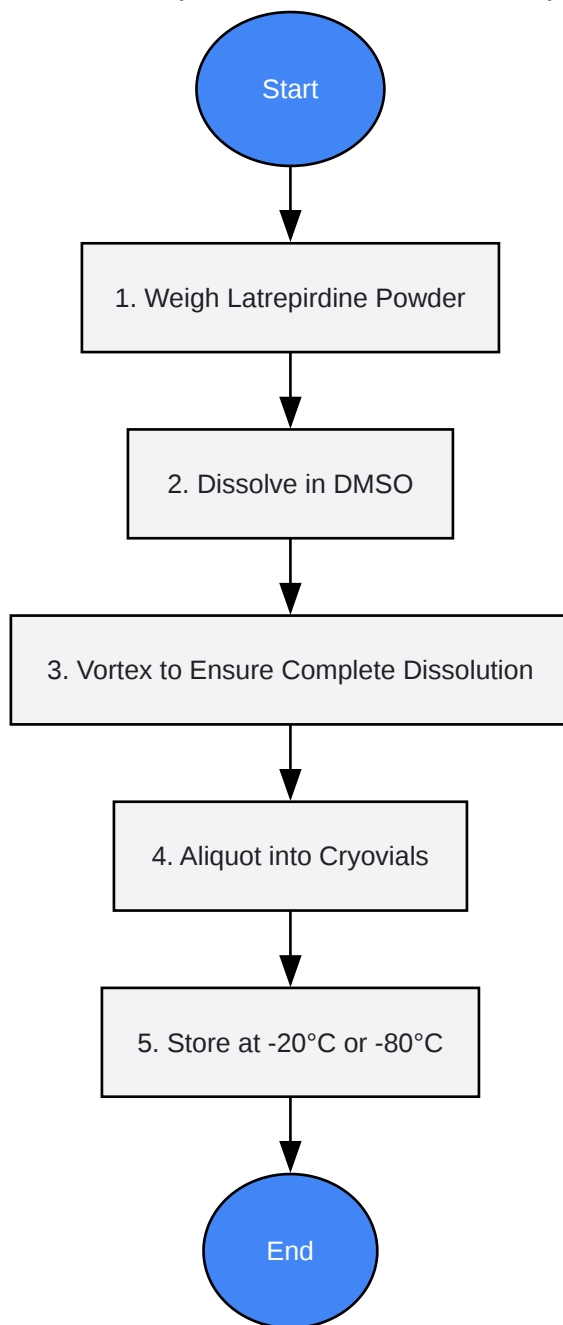 Start
1. Weigh Latrepirdine Powder
2. Dissolve in DMSO
3. Vortex to Ensure Complete Dissolution
4. Aliquot into Cryovials
5. Store at -20°C or -80°C
End